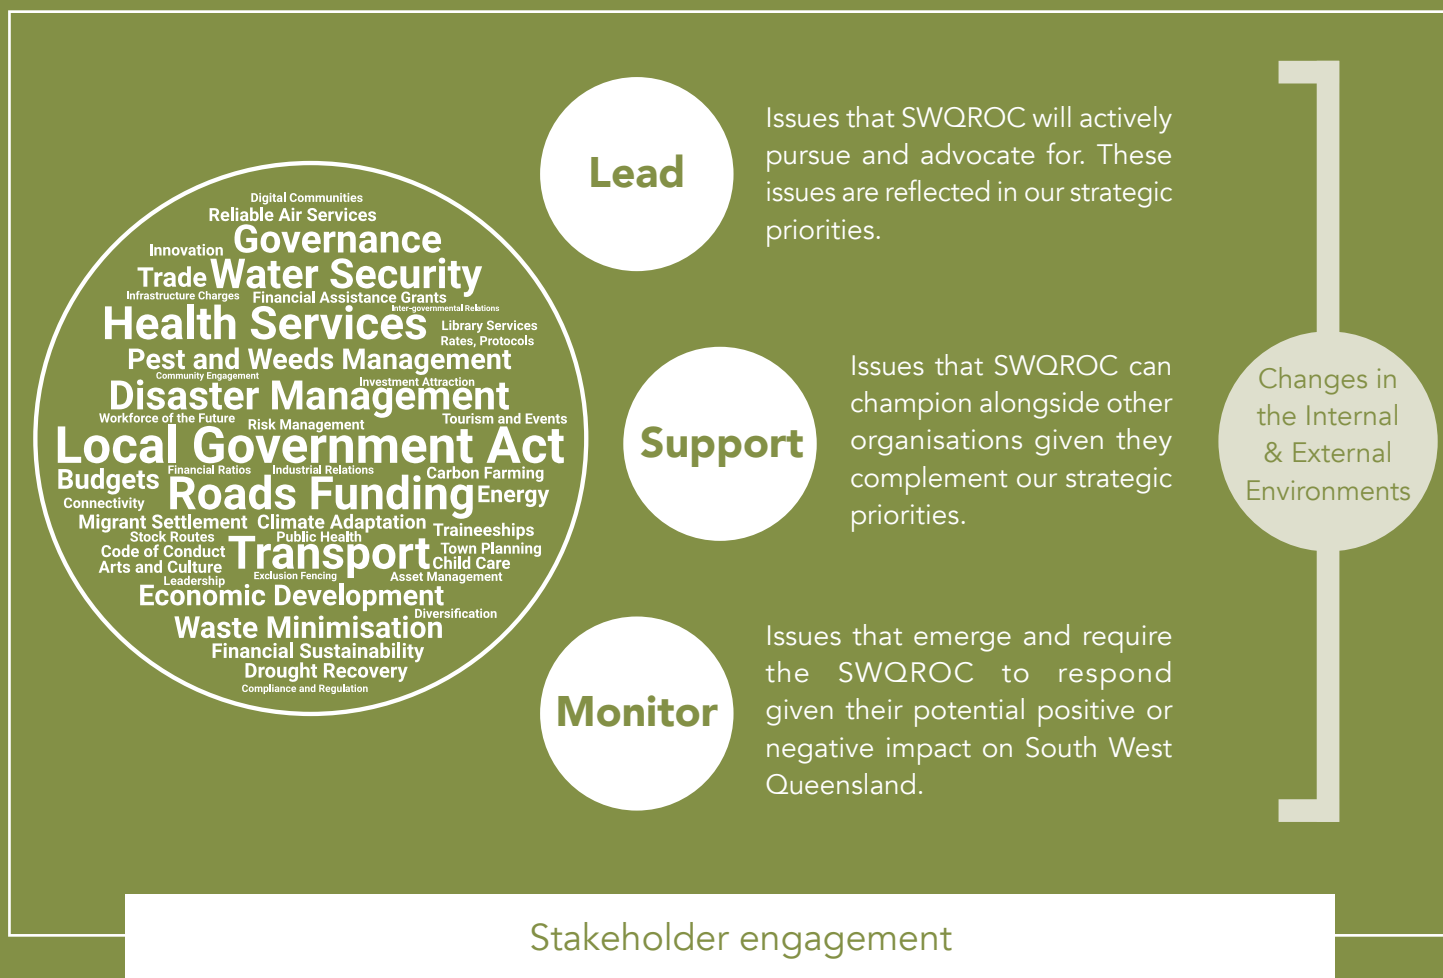 Digital Communities
Reliable Air Services
Innovation Governance
Trade Water Security
Infrastructure Charges Financial Assistance Grants
Inter-governmental Relations
Health Services Library Services
Rates, Protocols
Pest and Weeds Management
Community Engagement Investment Attraction
Disaster Management
Workforce of the Future Risk Management Tourism and Events
Local Government Act
Budgets Financial Ratios Industrial Relations Carbon Farming
Connectivity Roads Funding Energy
Migrant Settlement Climate Adaptation Traineeships
Stock Routes Public Health
Code of Conduct Transport Town Planning
Arts and Culture Child Care
Leadership Exclusion Fencing Asset Management
Economic Development
Diversification
Waste Minimisation
Financial Sustainability
Drought Recovery
Compliance and Regulation
Lead
Issues that SWQROC will actively
pursue and advocate for. These
issues are reflected in our strategic
priorities.
Support
Issues that SWQROC can
champion alongside other
organisations given they
complement our strategic
priorities.
Monitor
Issues that emerge and require
the SWQROC to respond
given their potential positive or
negative impact on South West
Queensland.
Changes in
the Internal
& External
Environments
Stakeholder engagement